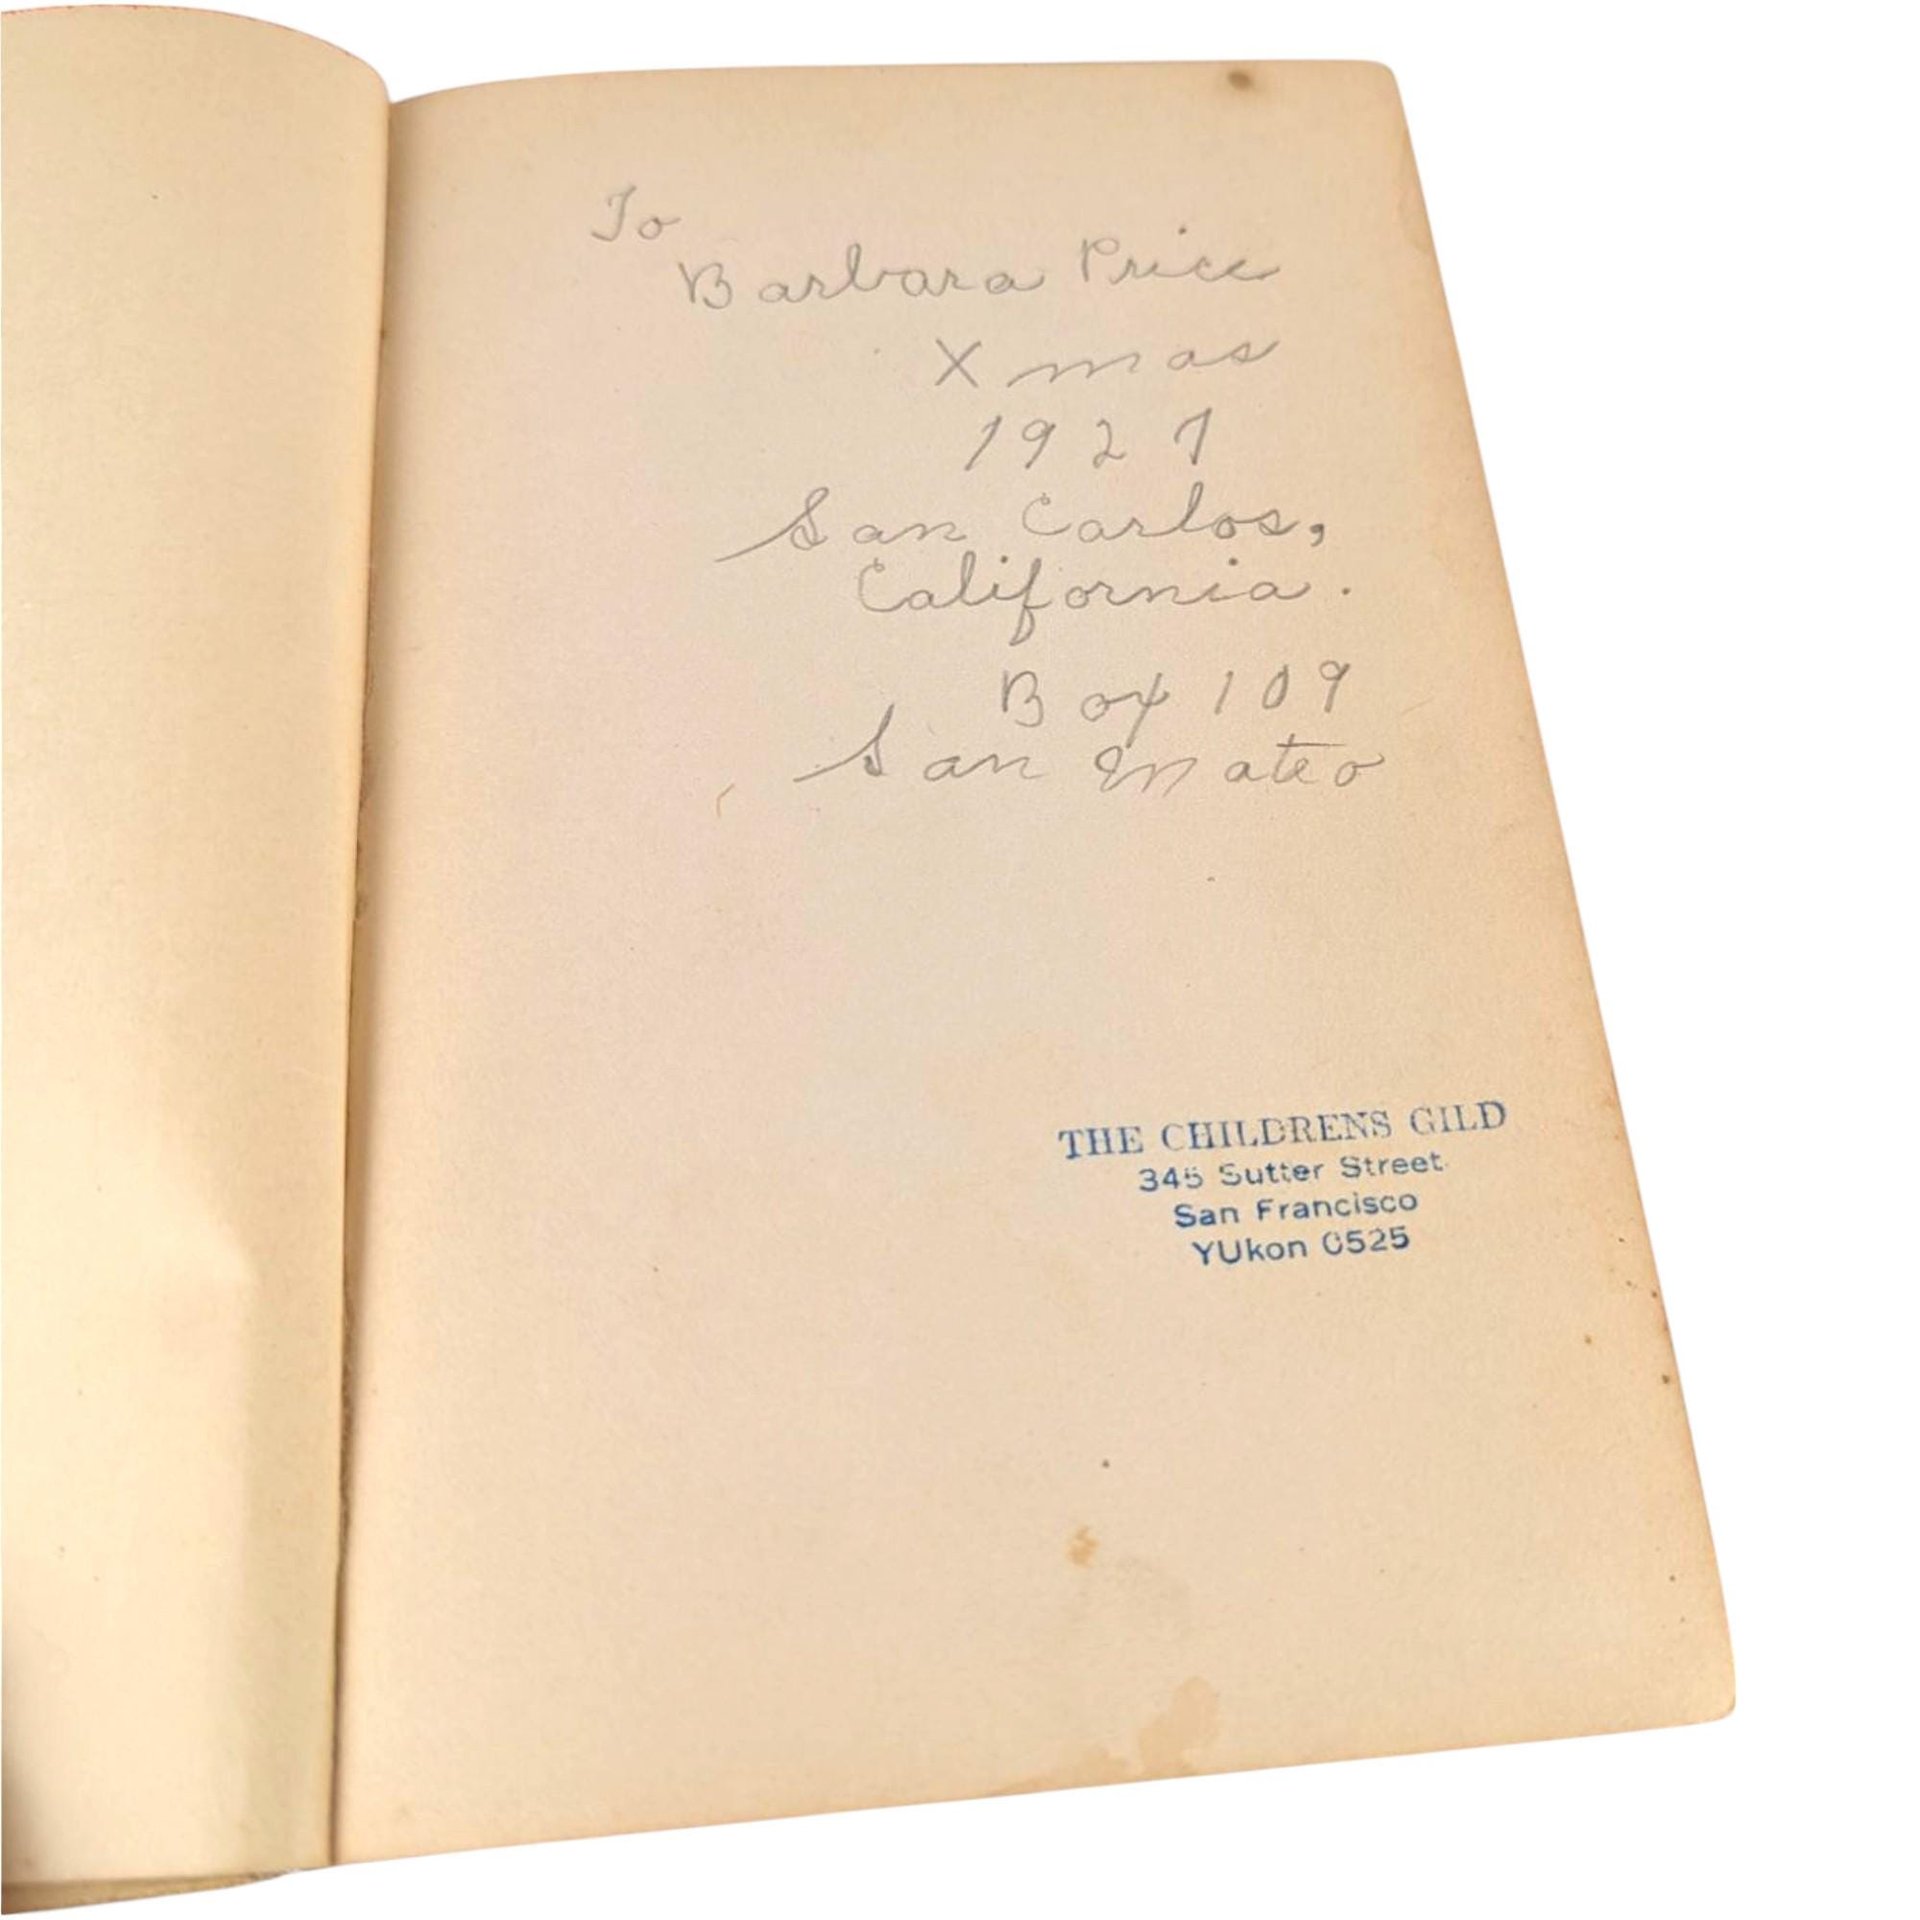 To
Barbara Price
Xmas
1927
San Carlos,
California.
Box 109
San Mateo
THE CHILDRENS GILD
345 Sutter Street
San Francisco
YUkon 0525